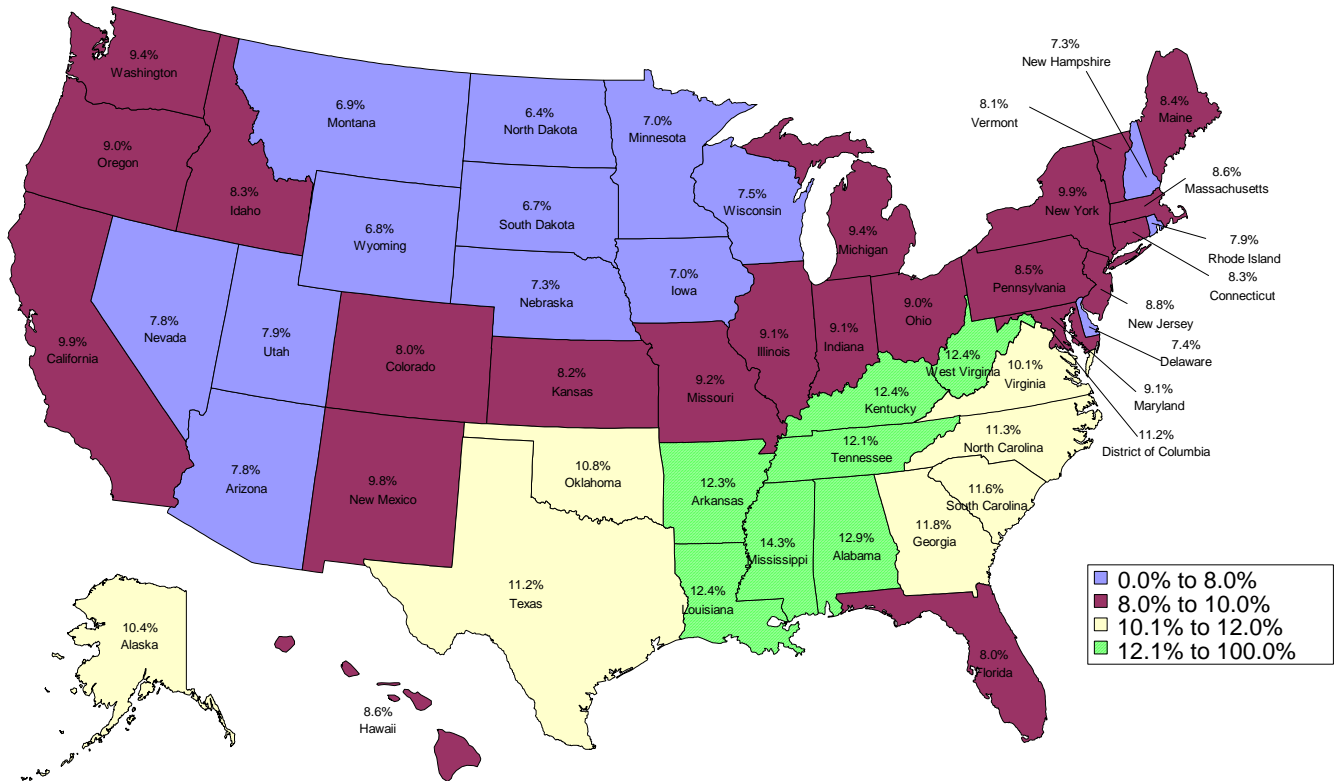 7.3%
New Hampshire
9.4%
Washington
8.1%
Vermont
8.4%
Maine
6.9%
Montana
6.4%
North Dakota
7.0%
Minnesota
9.0%
Oregon
8.3%
Idaho
7.5%
Wisconsin
8.6%
Massachusetts
9.9%
New York
6.7%
South Dakota
6.8%
Wyoming
9.4%
Michigan
7.9%
Rhode Island
8.3%
Connecticut
7.3%
Nebraska
7.0%
Iowa
8.5%
Pennsylvania
8.8%
New Jersey
9.0%
Ohio
7.8%
Nevada
7.9%
Utah
9.9%
California
8.0%
Colorado
9.1%
Illinois
9.1%
Indiana
7.4%
Delaware
8.2%
Kansas
9.2%
Missouri
12.4%
West Virginia
10.1%
Virginia
9.1%
Maryland
12.4%
Kentucky
11.2%
District of Columbia
12.1%
Tennessee
11.3%
North Carolina
7.8%
Arizona
9.8%
New Mexico
10.8%
Oklahoma
12.3%
Arkansas
11.6%
South Carolina
11.8%
Georgia
14.3%
Mississippi
12.9%
Alabama
11.2%
Texas
12.4%
Louisiana
10.4%
Alaska
8.0%
Florida
8.6%
Hawaii
0.0% to 8.0%
8.0% to 10.0%
10.1% to 12.0%
12.1% to 100.0%